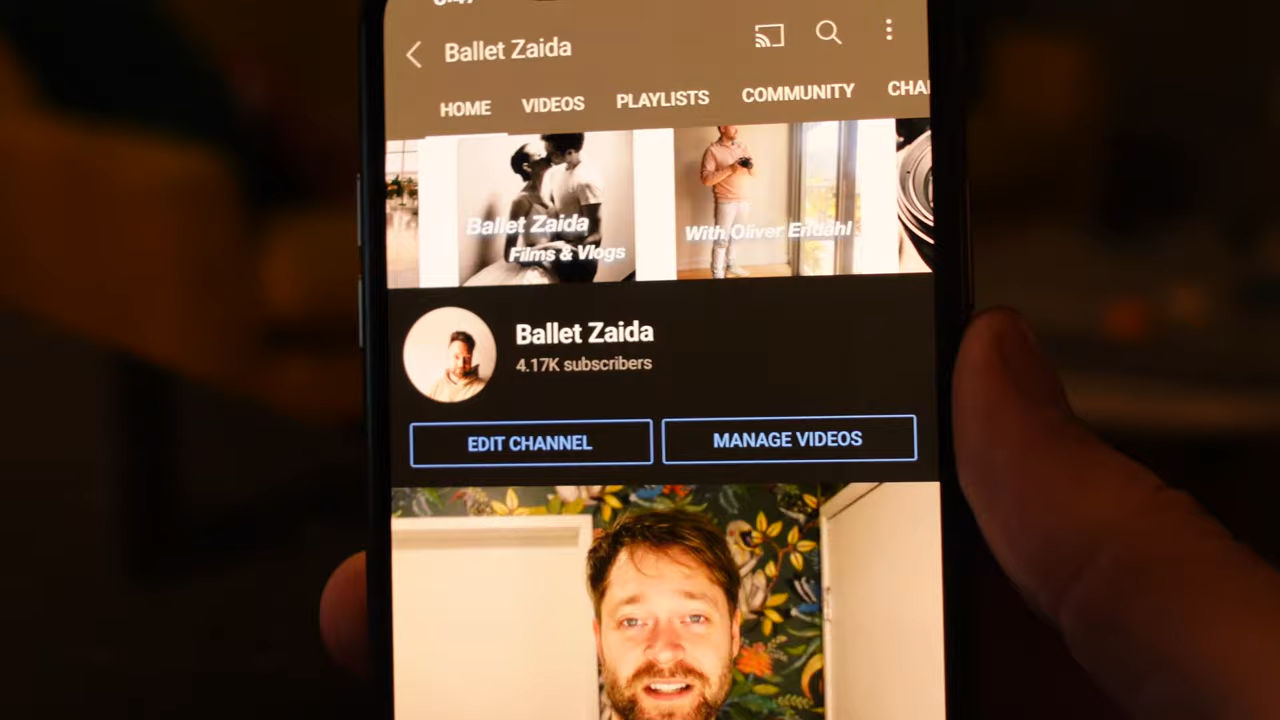 Ballet Zaida
HOME VIDEOS PLAYLISTS COMMUNITY CHA
Ballet Zaida
Films & Vlogs
With Oliver Endahl
Ballet Zaida
4.17K subscribers
EDIT CHANNEL MANAGE VIDEOS